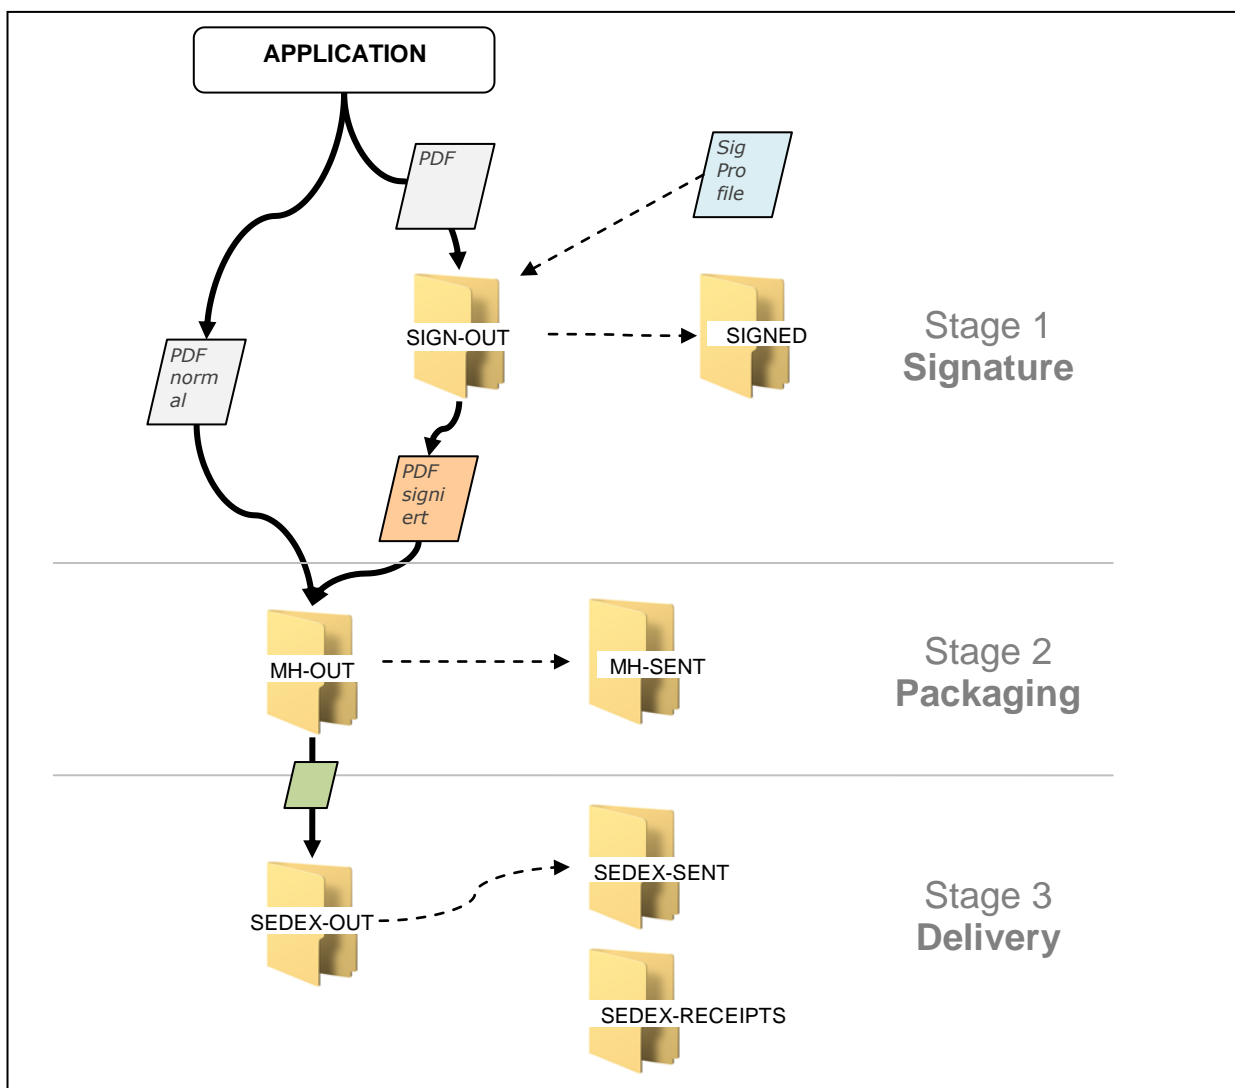 APPLICATION
PDF
Sig
Pro
file
SIGN-OUT
SIGNED
Stage 1
Signature
PDF
norm
al
PDF
signi
ert
MH-OUT
MH-SENT
Stage 2
Packaging
SEDEX-OUT
SEDEX-SENT
Stage 3
Delivery
SEDEX-RECEIPTS